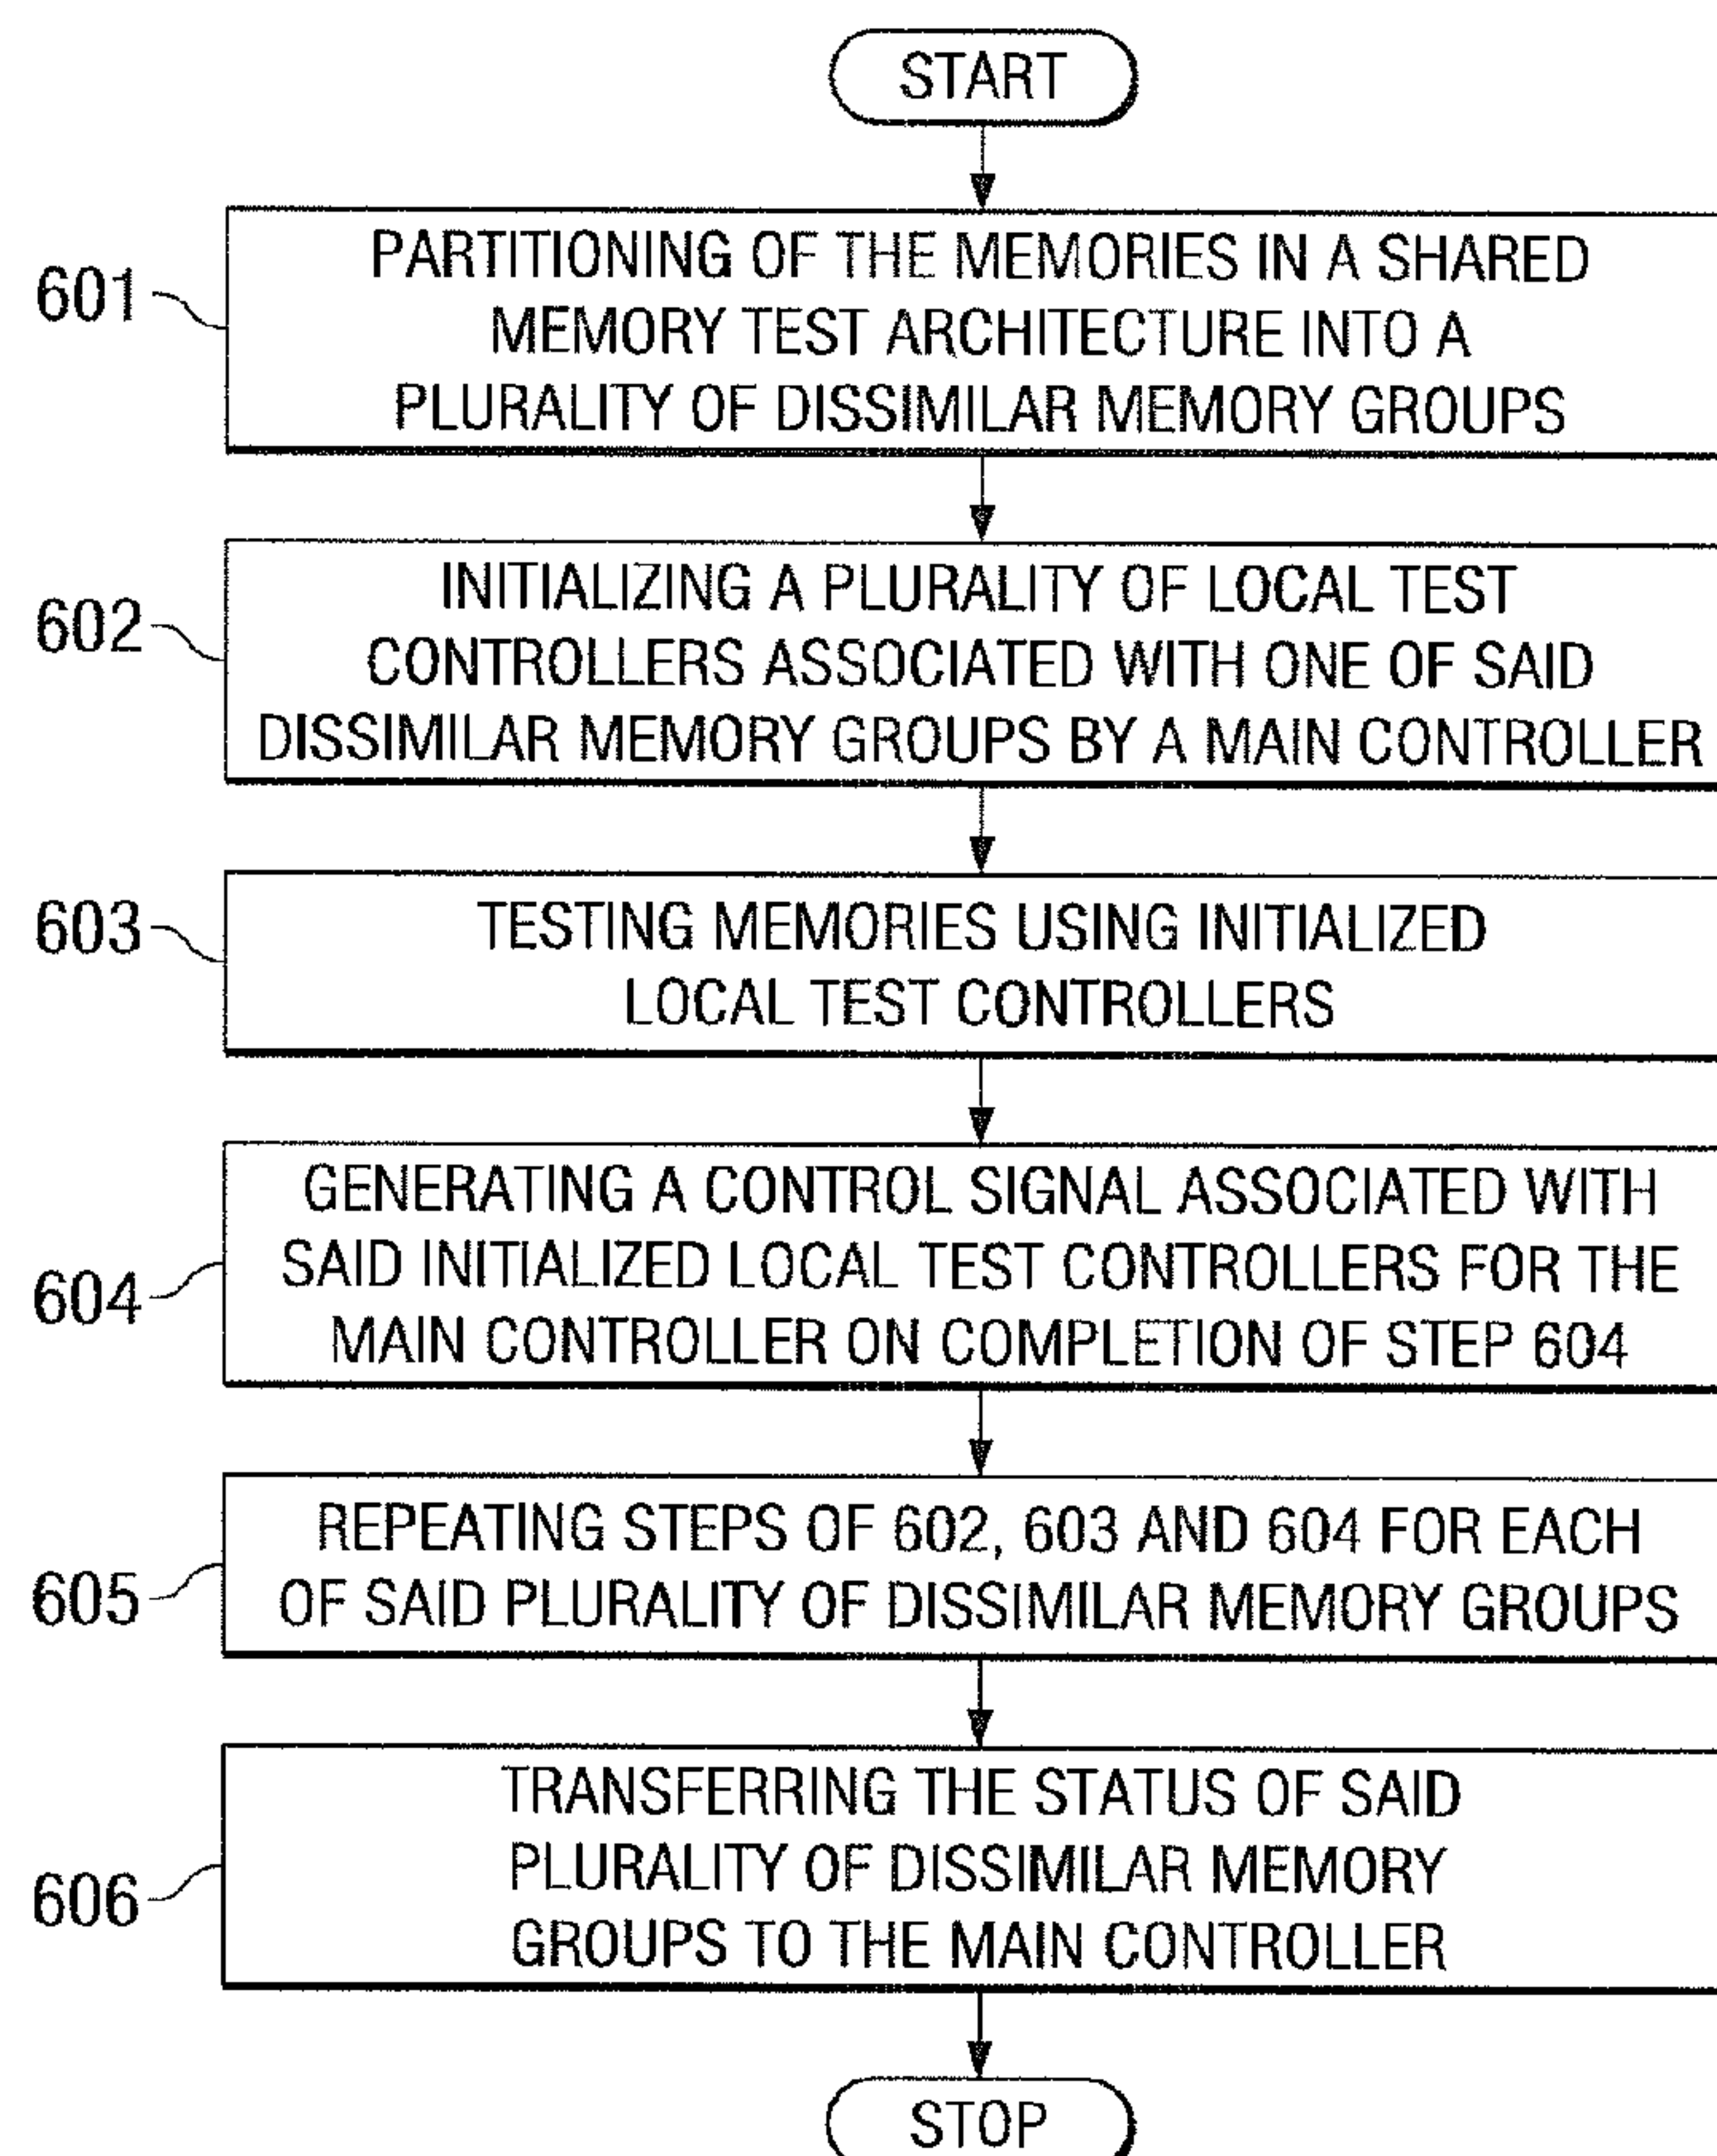 START
601
PARTITIONING OF THE MEMORIES IN A SHARED
MEMORY TEST ARCHITECTURE INTO A
PLURALITY OF DISSIMILAR MEMORY GROUPS
602
INITIALIZING A PLURALITY OF LOCAL TEST
CONTROLLERS ASSOCIATED WITH ONE OF SAID
DISSIMILAR MEMORY GROUPS BY A MAIN CONTROLLER
603
TESTING MEMORIES USING INITIALIZED
LOCAL TEST CONTROLLERS
604
GENERATING A CONTROL SIGNAL ASSOCIATED WITH
SAID INITIALIZED LOCAL TEST CONTROLLERS FOR THE
MAIN CONTROLLER ON COMPLETION OF STEP 604
605
REPEATING STEPS OF 602, 603 AND 604 FOR EACH
OF SAID PLURALITY OF DISSIMILAR MEMORY GROUPS
606
TRANSFERRING THE STATUS OF SAID
PLURALITY OF DISSIMILAR MEMORY
GROUPS TO THE MAIN CONTROLLER
STOP